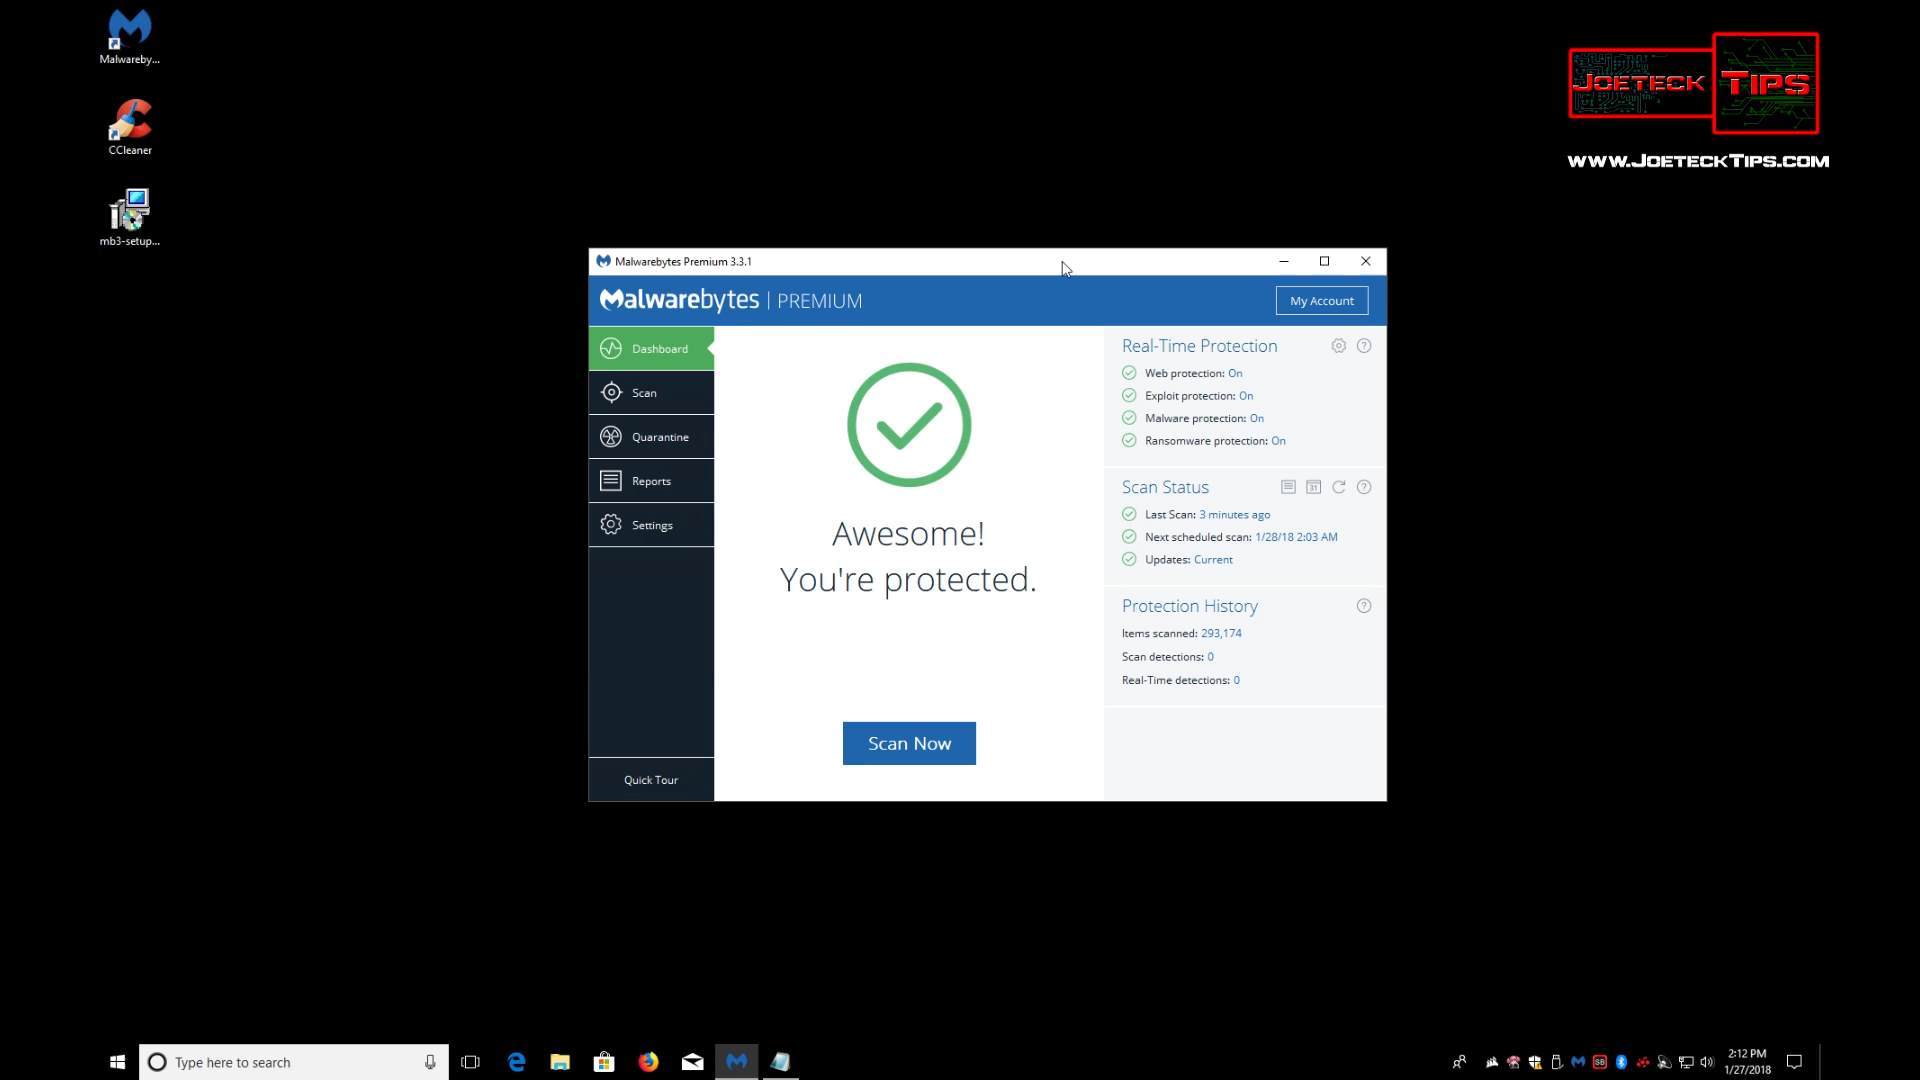 Malwareby...
CCleaner
mb3-setup...
JOETECK TIPS
WWW.JOETECKTIPS.COM
Malwarebytes Premium 3.3.1
Malwarebytes | PREMIUM
My Account
Dashboard
Scan
Quarantine
Reports
Settings
Quick Tour
Awesome!
You're protected.
Scan Now
Real-Time Protection
Web protection: On
Exploit protection: On
Malware protection: On
Ransomware protection: On
Scan Status
31
Last Scan: 3 minutes ago
Next scheduled scan: 1/28/18 2:03 AM
Updates: Current
Protection History
Items scanned: 293,174
Scan detections: 0
Real-Time detections: 0
Type here to search
SB
2:12 PM
1/27/2018